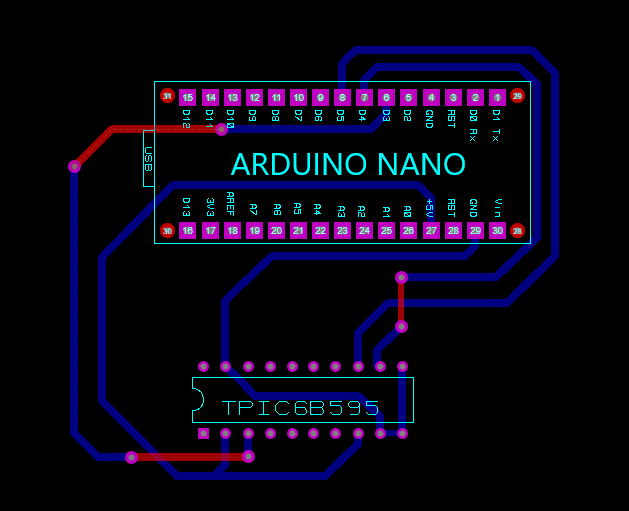 31 15 14 13 12 11 10 9 8 7 6 5 4 3 2 1 29
D12 D11 D10 D9 D8 D7 D6 D5 D4 D3 D2 GND RST D0 Rx D1 Tx
USB
ARDUINO NANO
D13 3V3 AREF A7 A6 A5 A4 A3 A2 A1 A0 +5V RST GND Vin
30 16 17 18 19 20 21 22 23 24 25 26 27 28 29 30 28
TPIC6B595